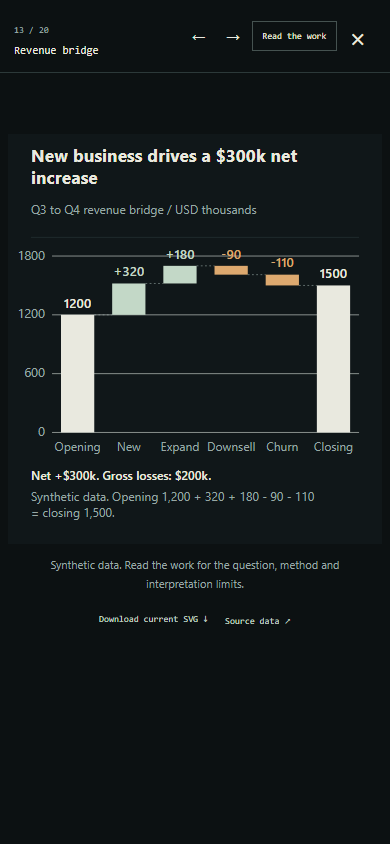 13 / 20
Revenue bridge
← → Read the work ✕
New business drives a $300k net
increase
Q3 to Q4 revenue bridge / USD thousands
1800
1200
600
0
1200
+320
+180
-90
-110
1500
Opening New Expand Downsell Churn Closing
Net +$300k. Gross losses: $200k.
Synthetic data. Opening 1,200 + 320 + 180 - 90 - 110
= closing 1,500.
Synthetic data. Read the work for the question, method and
interpretation limits.
Download current SVG ↓ Source data ↗